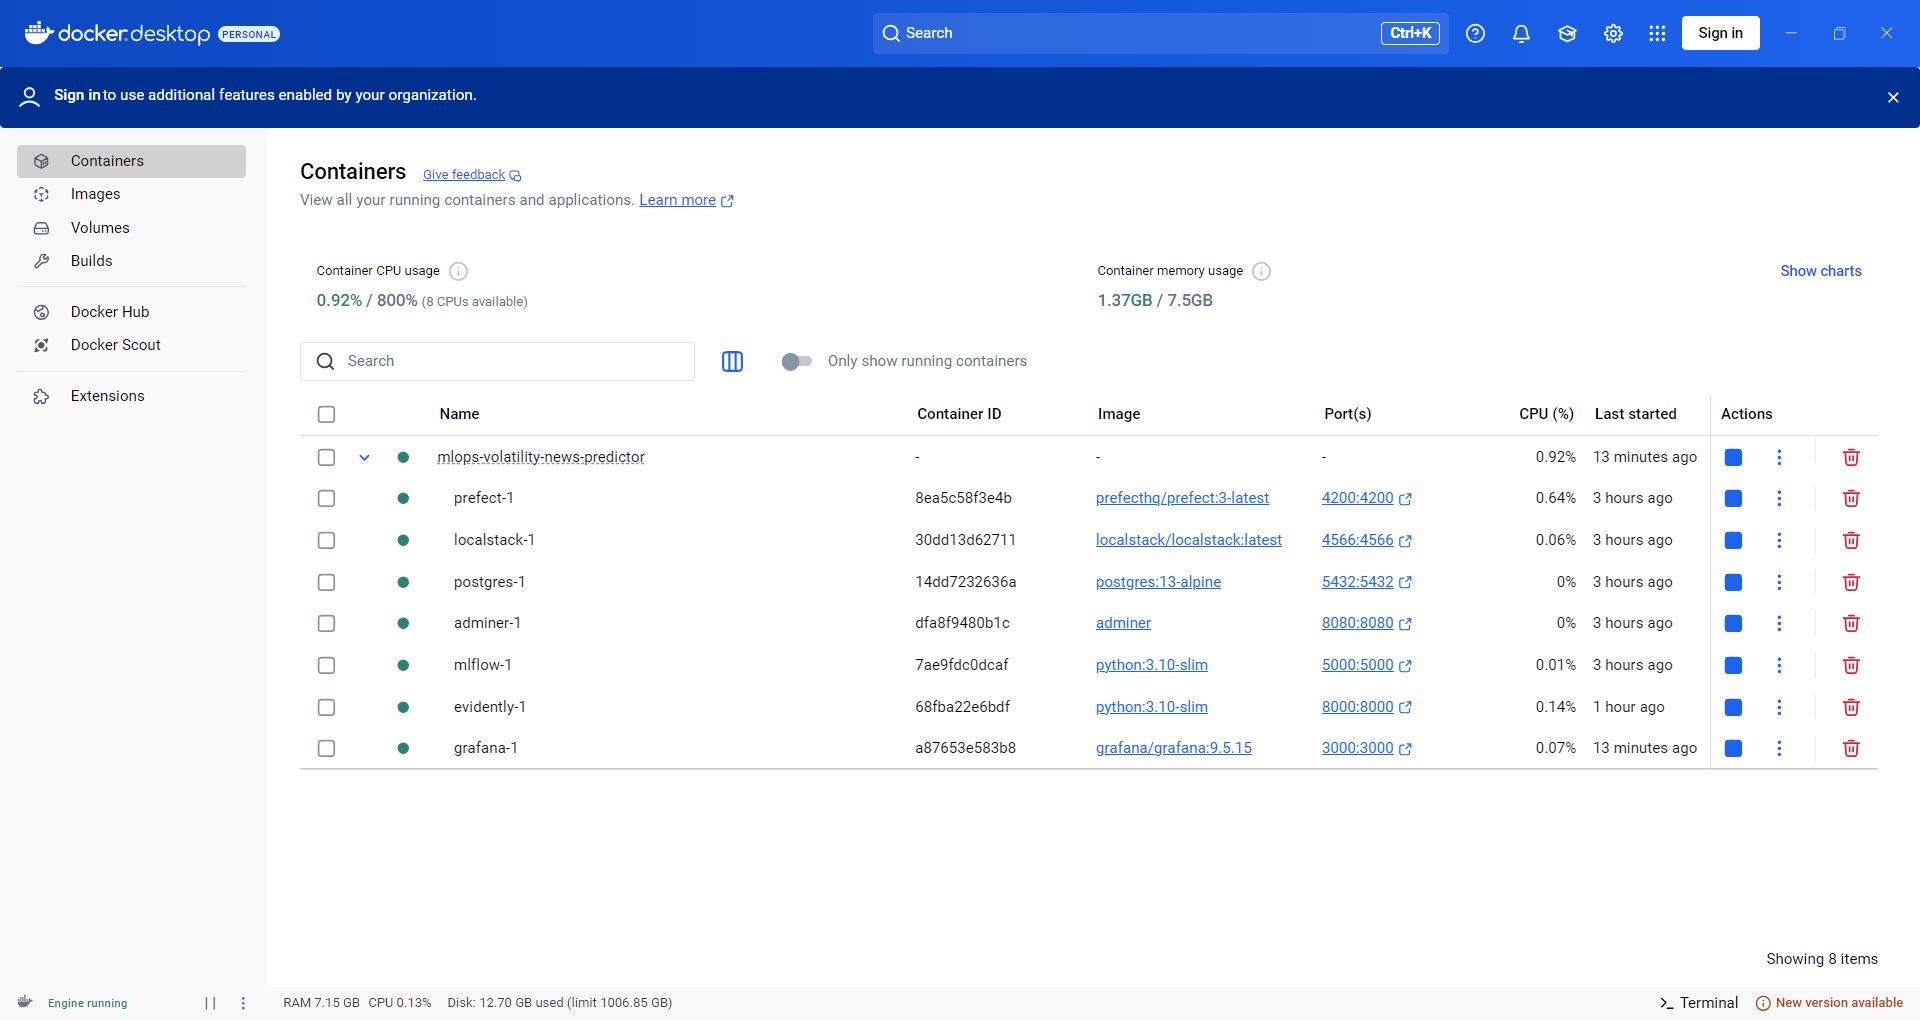 docker.desktop PERSONAL
Search Ctrl+K Sign in
Sign in to use additional features enabled by your organization.
Containers
Images
Volumes
Builds
Docker Hub
Docker Scout
Extensions
Containers Give feedback
View all your running containers and applications. Learn more
Container CPU usage
0.92% / 800% (8 CPUs available)
Container memory usage
1.37GB / 7.5GB
Show charts
Search
Only show running containers
Name Container ID Image Port(s) CPU (%) Last started Actions
mlops-volatility-news-predictor - - - 0.92% 13 minutes ago
prefect-1 8ea5c58f3e4b prefecthq/prefect:3-latest 4200:4200 0.64% 3 hours ago
localstack-1 30dd13d62711 localstack/localstack:latest 4566:4566 0.06% 3 hours ago
postgres-1 14dd7232636a postgres:13-alpine 5432:5432 0% 3 hours ago
adminer-1 dfa8f9480b1c adminer 8080:8080 0% 3 hours ago
mlflow-1 7ae9fdc0dcaf python:3.10-slim 5000:5000 0.01% 3 hours ago
evidently-1 68fba22e6bdf python:3.10-slim 8000:8000 0.14% 1 hour ago
grafana-1 a87653e583b8 grafana/grafana:9.5.15 3000:3000 0.07% 13 minutes ago
Showing 8 items
Engine running RAM 7.15 GB CPU 0.13% Disk: 12.70 GB used (limit 1006.85 GB) Terminal New version available